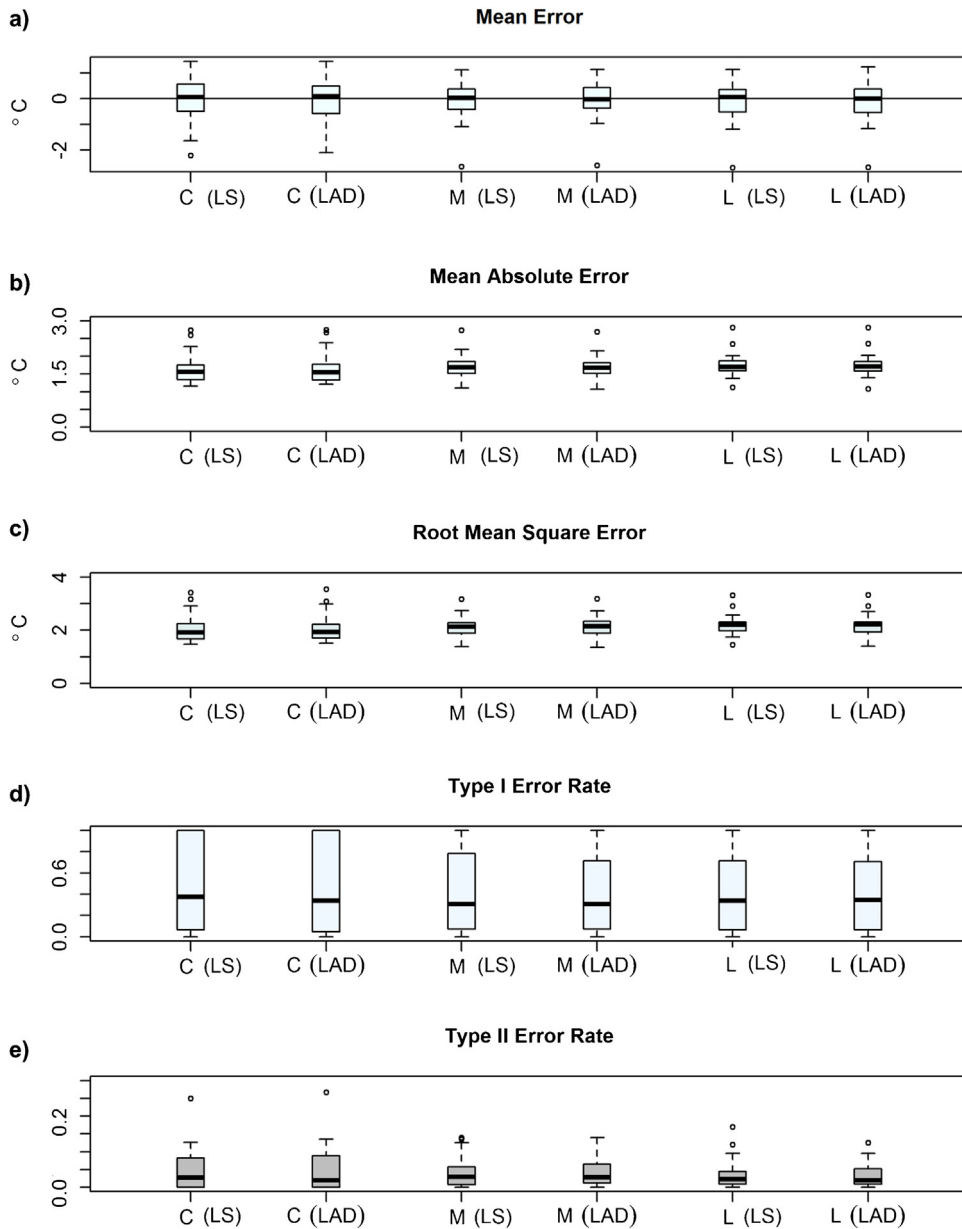 a)
Mean Error
° C
0
-2
C (LS) C (LAD) M (LS) M (LAD) L (LS) L (LAD)
b)
Mean Absolute Error
° C
3.0
1.5
0.0
C (LS) C (LAD) M (LS) M (LAD) L (LS) L (LAD)
c)
Root Mean Square Error
° C
4
2
0
C (LS) C (LAD) M (LS) M (LAD) L (LS) L (LAD)
d)
Type I Error Rate
0.6
0.0
C (LS) C (LAD) M (LS) M (LAD) L (LS) L (LAD)
e)
Type II Error Rate
0.2
0.0
C (LS) C (LAD) M (LS) M (LAD) L (LS) L (LAD)